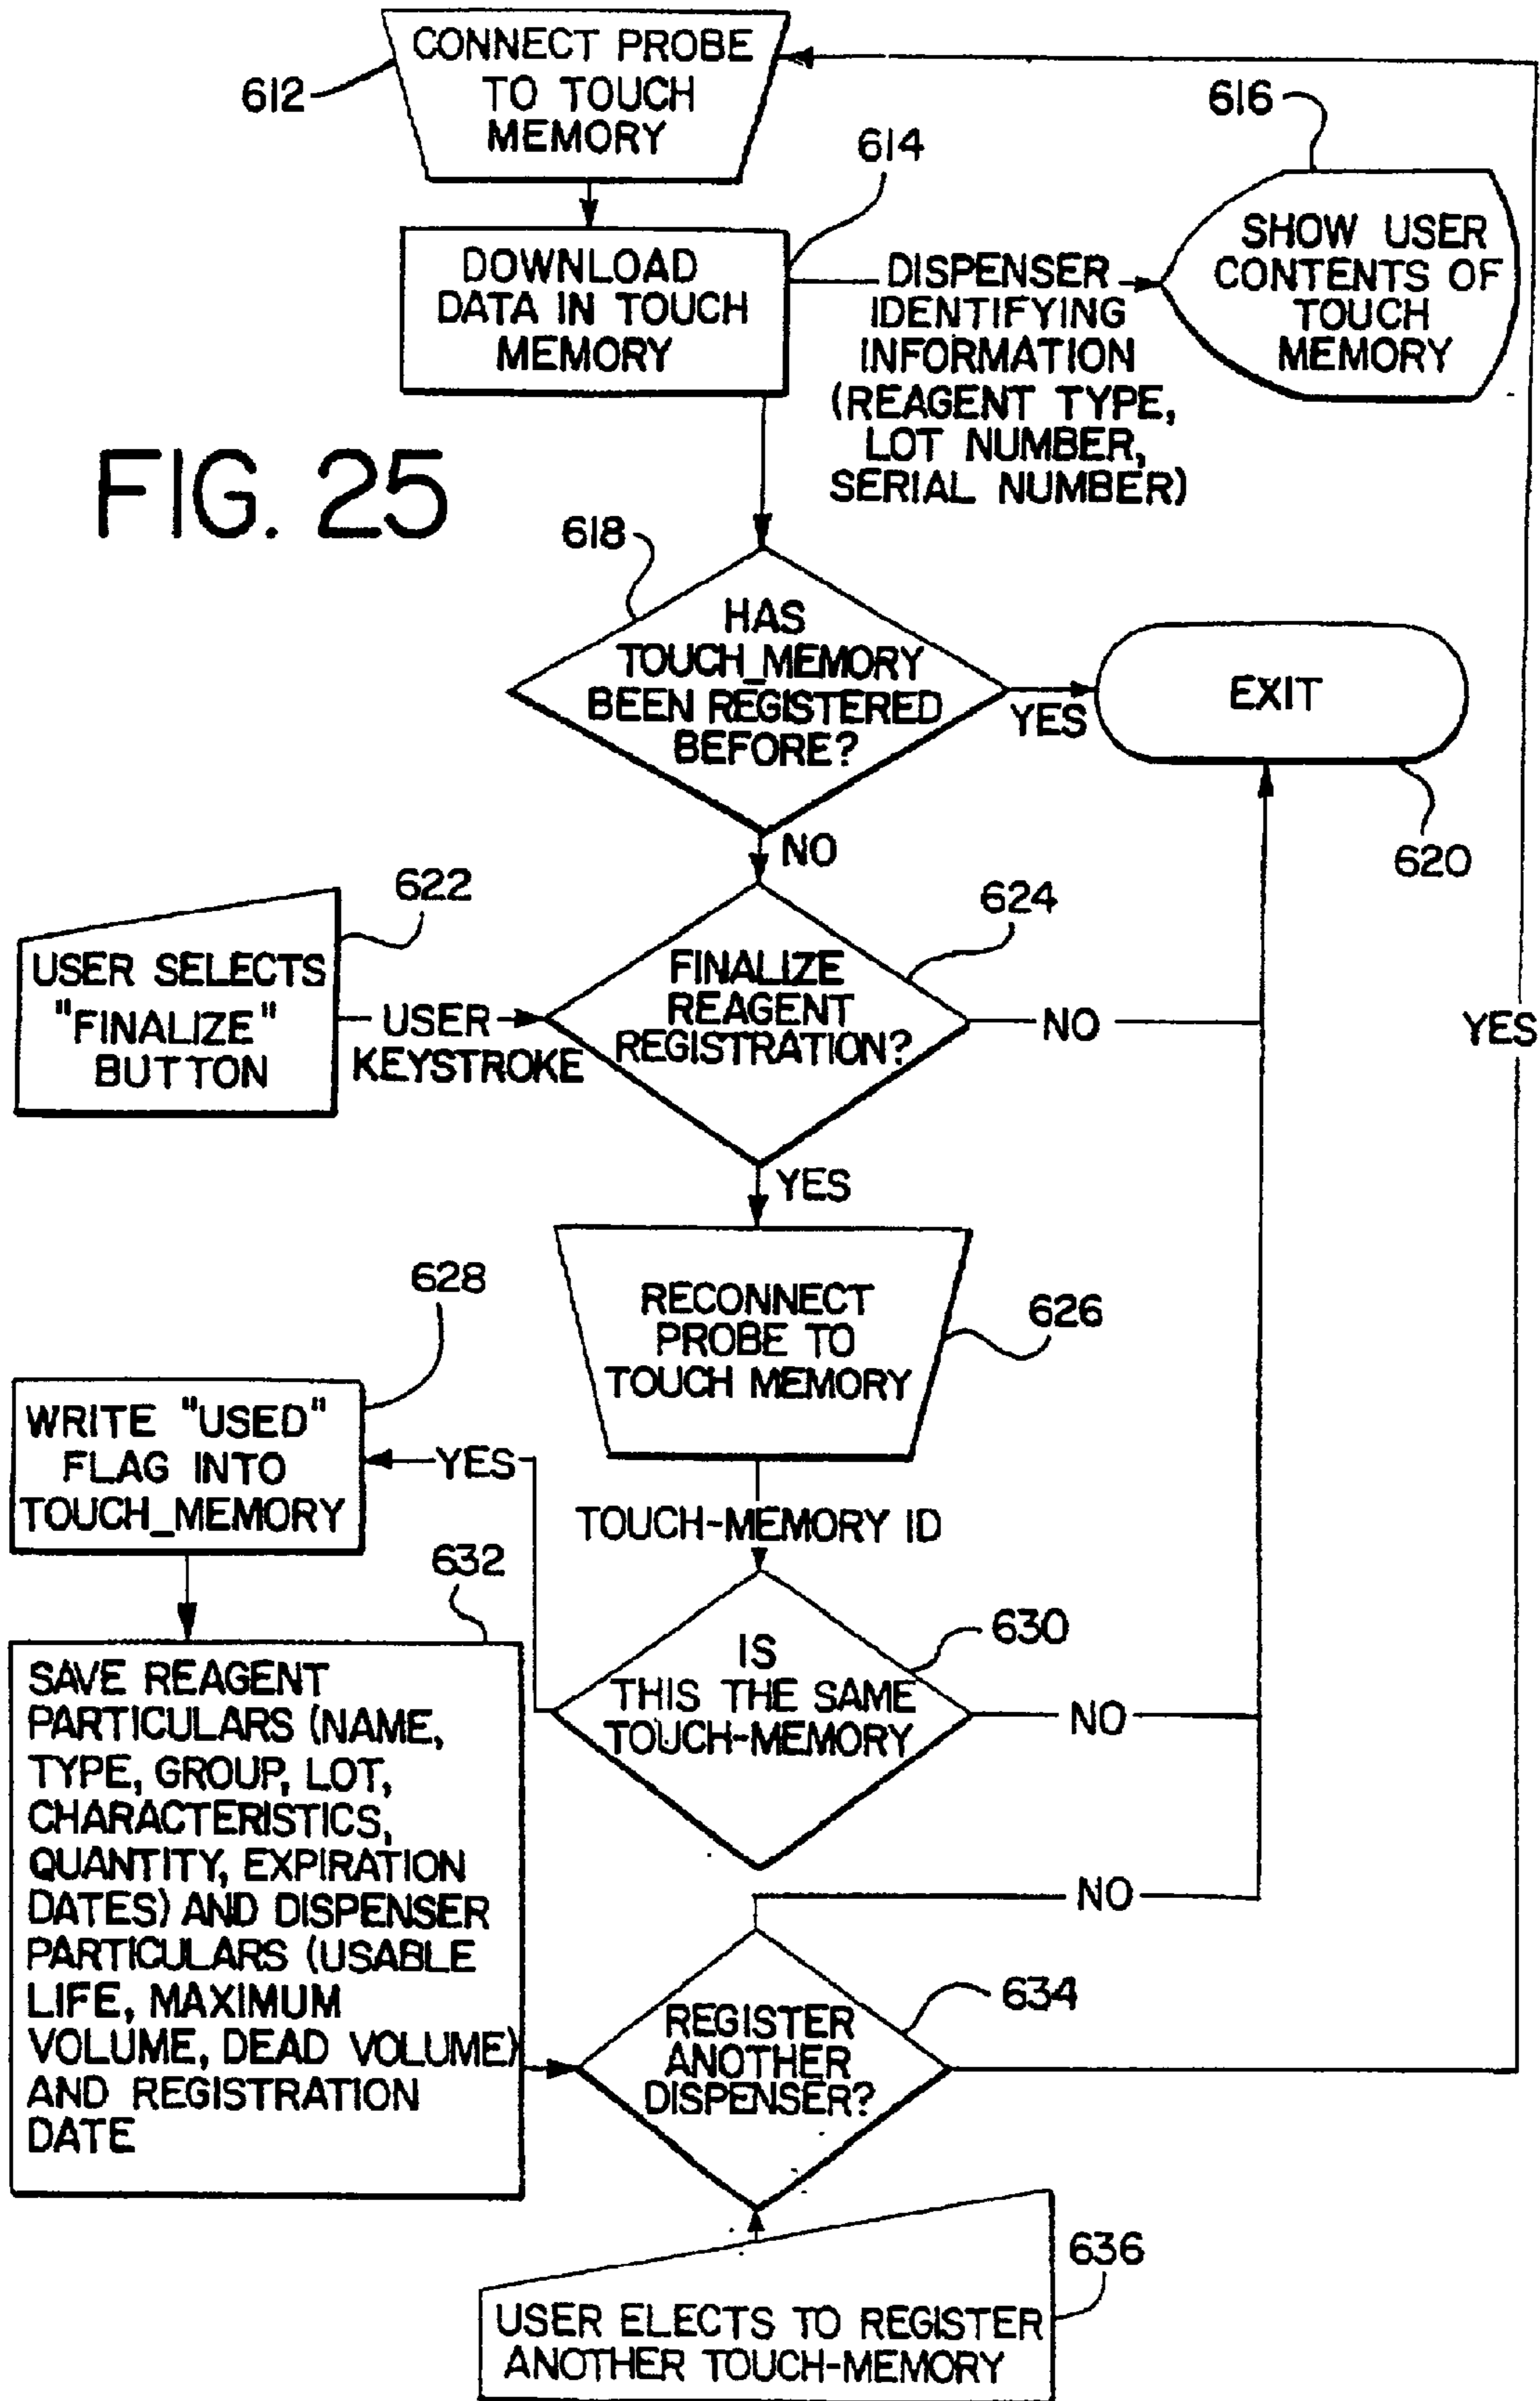 CONNECT PROBE
TO TOUCH
MEMORY
612
616
614
DOWNLOAD
DATA IN TOUCH
MEMORY
DISPENSER
IDENTIFYING
INFORMATION
(REAGENT TYPE,
LOT NUMBER,
SERIAL NUMBER)
SHOW USER
CONTENTS OF
TOUCH
MEMORY
FIG. 25
618
HAS
TOUCH_MEMORY
BEEN REGISTERED
BEFORE?
YES
EXIT
620
NO
622
USER SELECTS
"FINALIZE"
BUTTON
USER
KEYSTROKE
624
FINALIZE
REAGENT
REGISTRATION?
NO
YES
YES
RECONNECT
PROBE TO
TOUCH MEMORY
626
628
WRITE "USED"
FLAG INTO
TOUCH_MEMORY
YES
TOUCH-MEMORY ID
632
630
IS
THIS THE SAME
TOUCH-MEMORY
NO
SAVE REAGENT
PARTICULARS (NAME,
TYPE, GROUP, LOT,
CHARACTERISTICS,
QUANTITY, EXPIRATION
DATES) AND DISPENSER
PARTICULARS (USABLE
LIFE, MAXIMUM
VOLUME, DEAD VOLUME)
AND REGISTRATION
DATE
NO
634
REGISTER
ANOTHER
DISPENSER?
636
USER ELECTS TO REGISTER
ANOTHER TOUCH-MEMORY